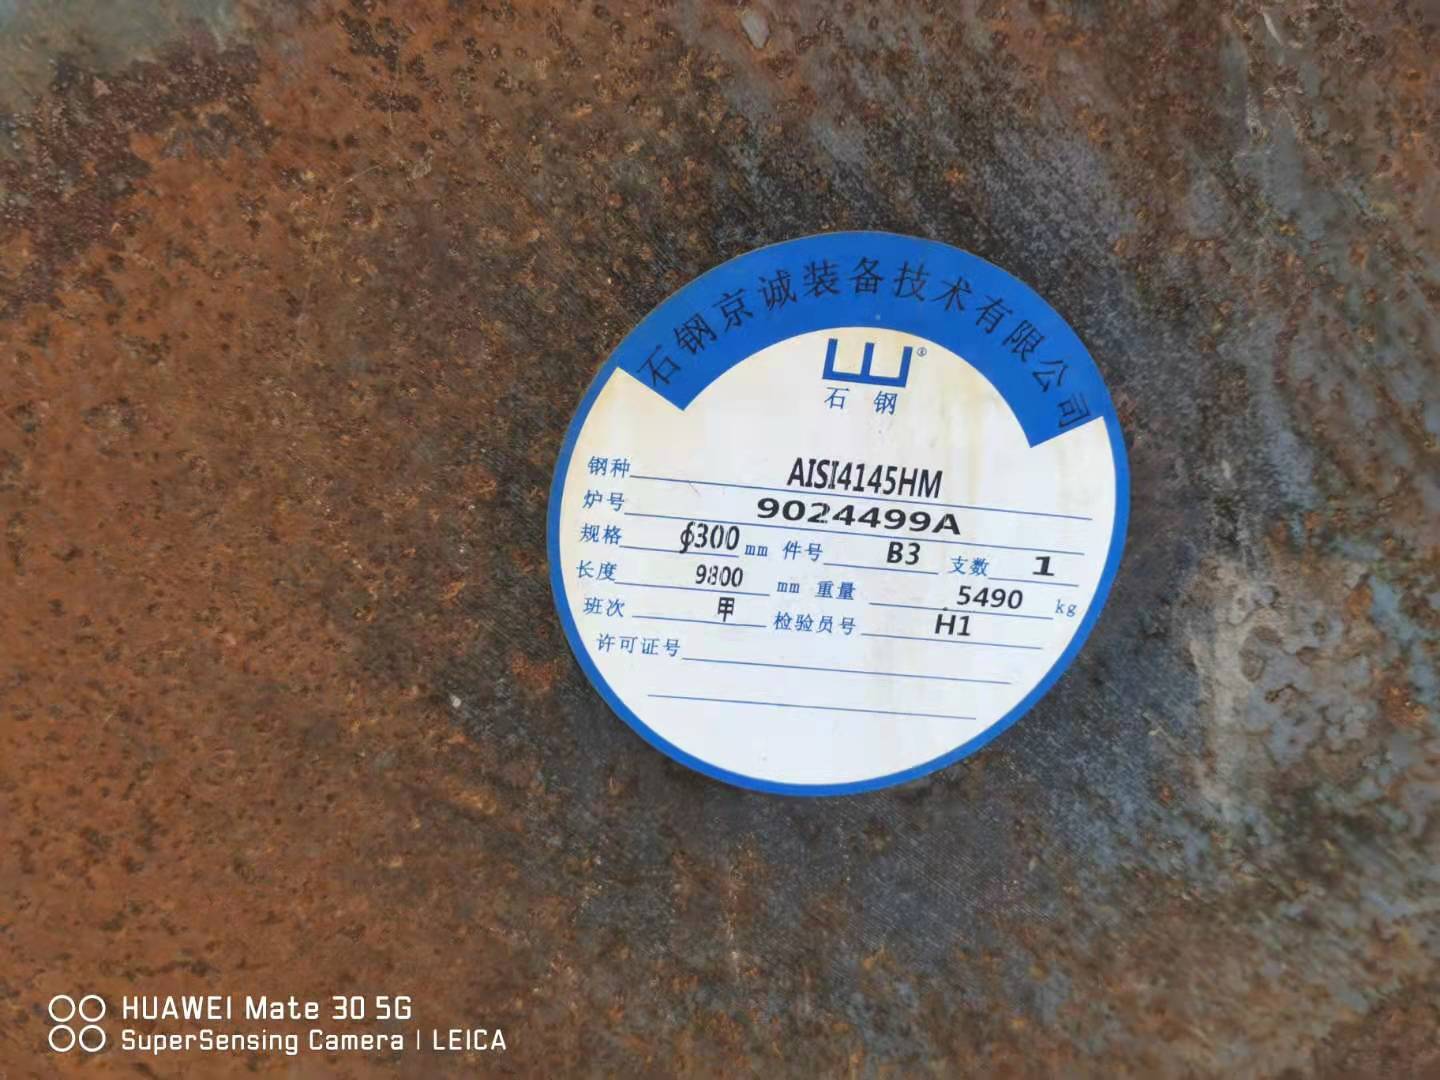 石钢京诚装备技术有限公司
石钢
钢种 AISI4145HM
炉号 9024499A
规格 ∮300 mm 件号 B3 支数 1
长度 9800 mm 重量 5490 kg
班次 甲 检验员号 H1
许可证号
HUAWEI Mate 30 5G
SuperSensing Camera | LEICA